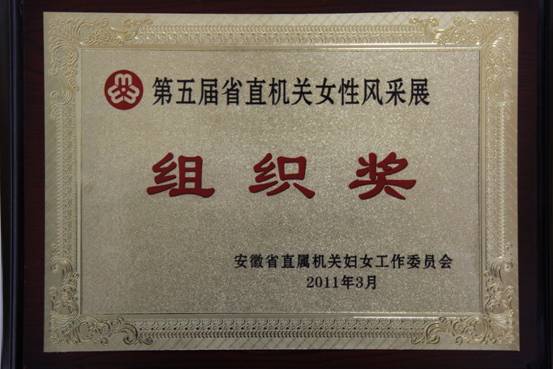 第五届省直机关女性风采展
组织奖
安徽省直属机关妇女工作委员会
2011年3月